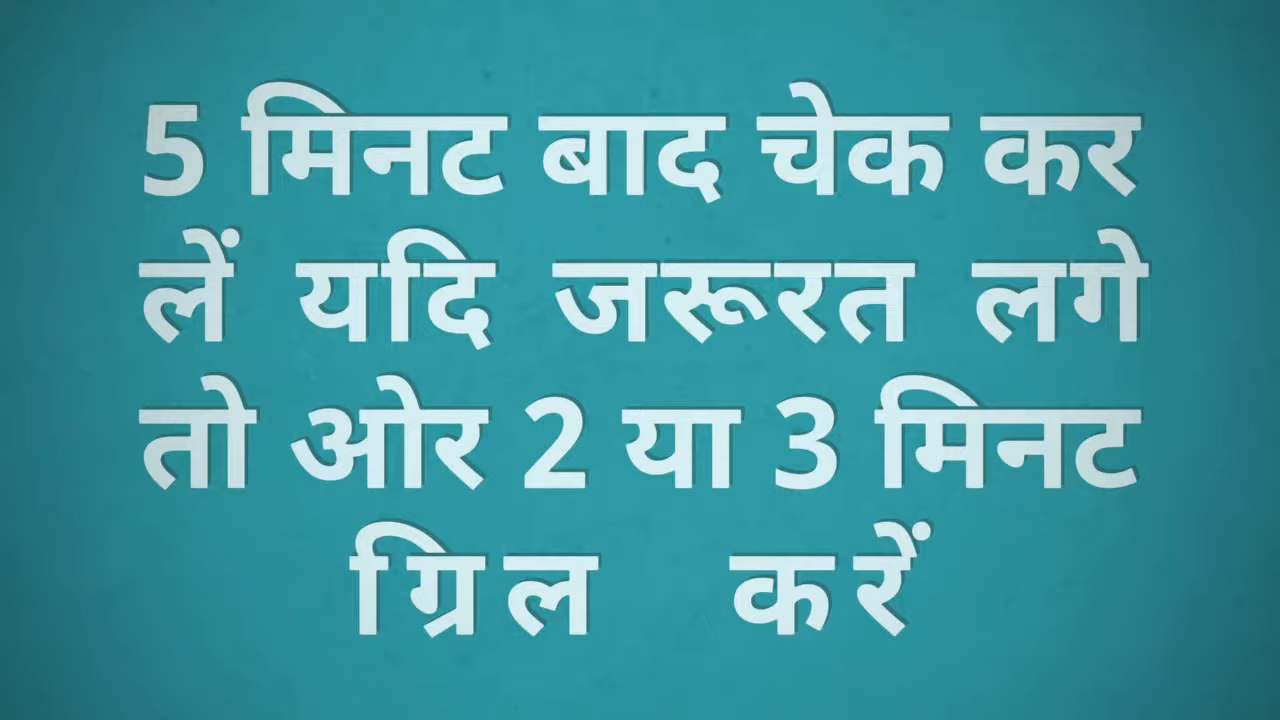 5 मिनट बाद चेक कर
लें यदि जरूरत लगे
तो ओर 2 या 3 मिनट
ग्रिल करें